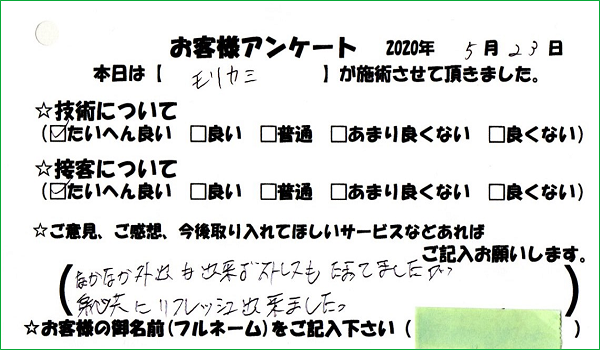 お客様アンケート 2020年 5月23日
本日は【 モリカミ 】が施術させて頂きました。
☆技術について
(☑たいへん良い □良い □普通 □あまり良くない □良くない)
☆接客について
(☑たいへん良い □良い □普通 □あまり良くない □良くない)
☆ご意見、ご感想、今後取り入れてほしいサービスなどあれば
ご記入お願いします。
(なかなか外出も出来ずストレスもたまてましたが
にリフレッシュ出来ました。)
☆お客様の御名前(フルネーム)をご記入下さい( )